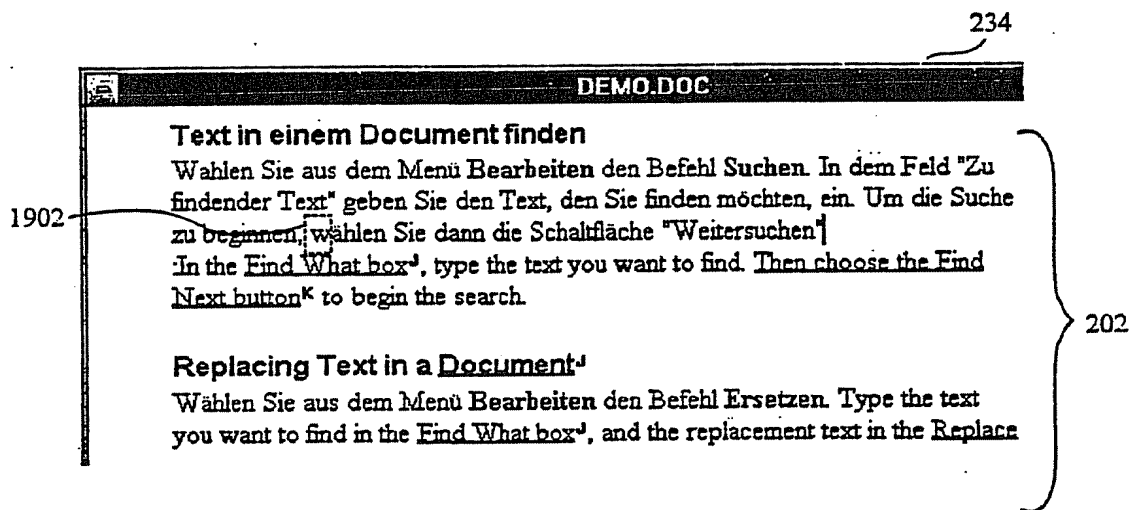 234
DEMO.DOC
Text in einem Document finden
Wahlen Sie aus dem Menü Bearbeiten den Befehl Suchen. In dem Feld "Zu
findender Text" geben Sie den Text, den Sie finden möchten, ein. Um die Suche
1902
zu beginnen, wählen Sie dann die Schaltfläche "Weitersuchen"
In the Find What box J, type the text you want to find. Then choose the Find
Next button K to begin the search.
202
Replacing Text in a Document J
Wählen Sie aus dem Menü Bearbeiten den Befehl Ersetzen. Type the text
you want to find in the Find What box J, and the replacement text in the Replace